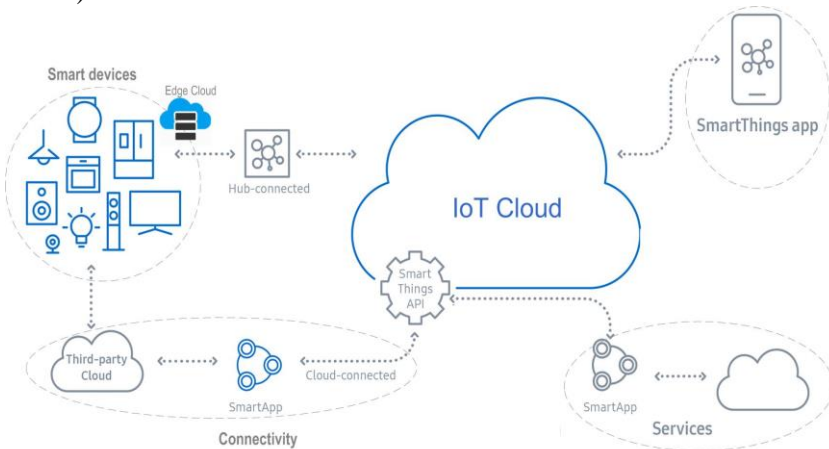 Smart devices
Edge Cloud
SmartThings app
Hub-connected
IoT Cloud
Smart
Things
API
Third-party
Cloud
SmartApp
Cloud-connected
SmartApp
Services
Connectivity